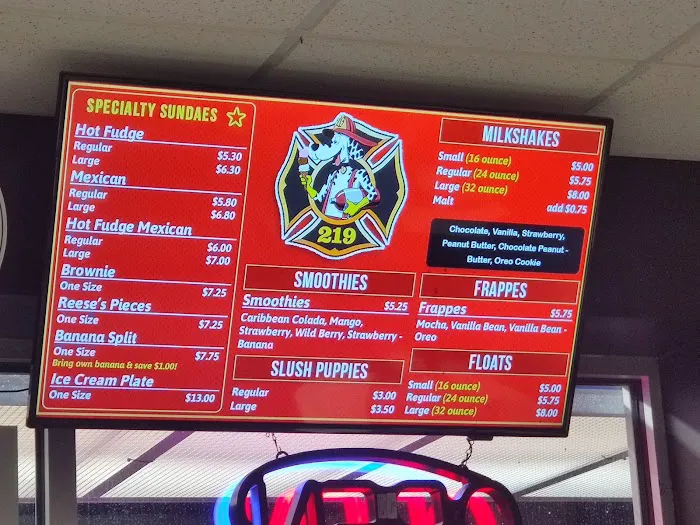 SPECIALTY SUNDAES
Hot Fudge
Regular $5.30
Large $6.30
Mexican
Regular $5.80
Large $6.80
Hot Fudge Mexican
Regular $6.00
Large $7.00
Brownie
One Size $7.25
Reese's Pieces
One Size $7.25
Banana Split
One Size $7.75
Bring own banana & save $1.00!
Ice Cream Plate
One Size $13.00
219
SMOOTHIES
Smoothies $5.25
Caribbean Colada, Mango,
Strawberry, Wild Berry, Strawberry -
Banana
SLUSH PUPPIES
Regular $3.00
Large $3.50
MILKSHAKES
Small (16 ounce) $5.00
Regular (24 ounce) $5.75
Large (32 ounce) $8.00
Malt add $0.75
Chocolate, Vanilla, Strawberry,
Peanut Butter, Chocolate Peanut -
Butter, Oreo Cookie
FRAPPES
Frappes $5.75
Mocha, Vanilla Bean, Vanilla Bean -
Oreo
FLOATS
Small (16 ounce) $5.00
Regular (24 ounce) $5.75
Large (32 ounce) $8.00